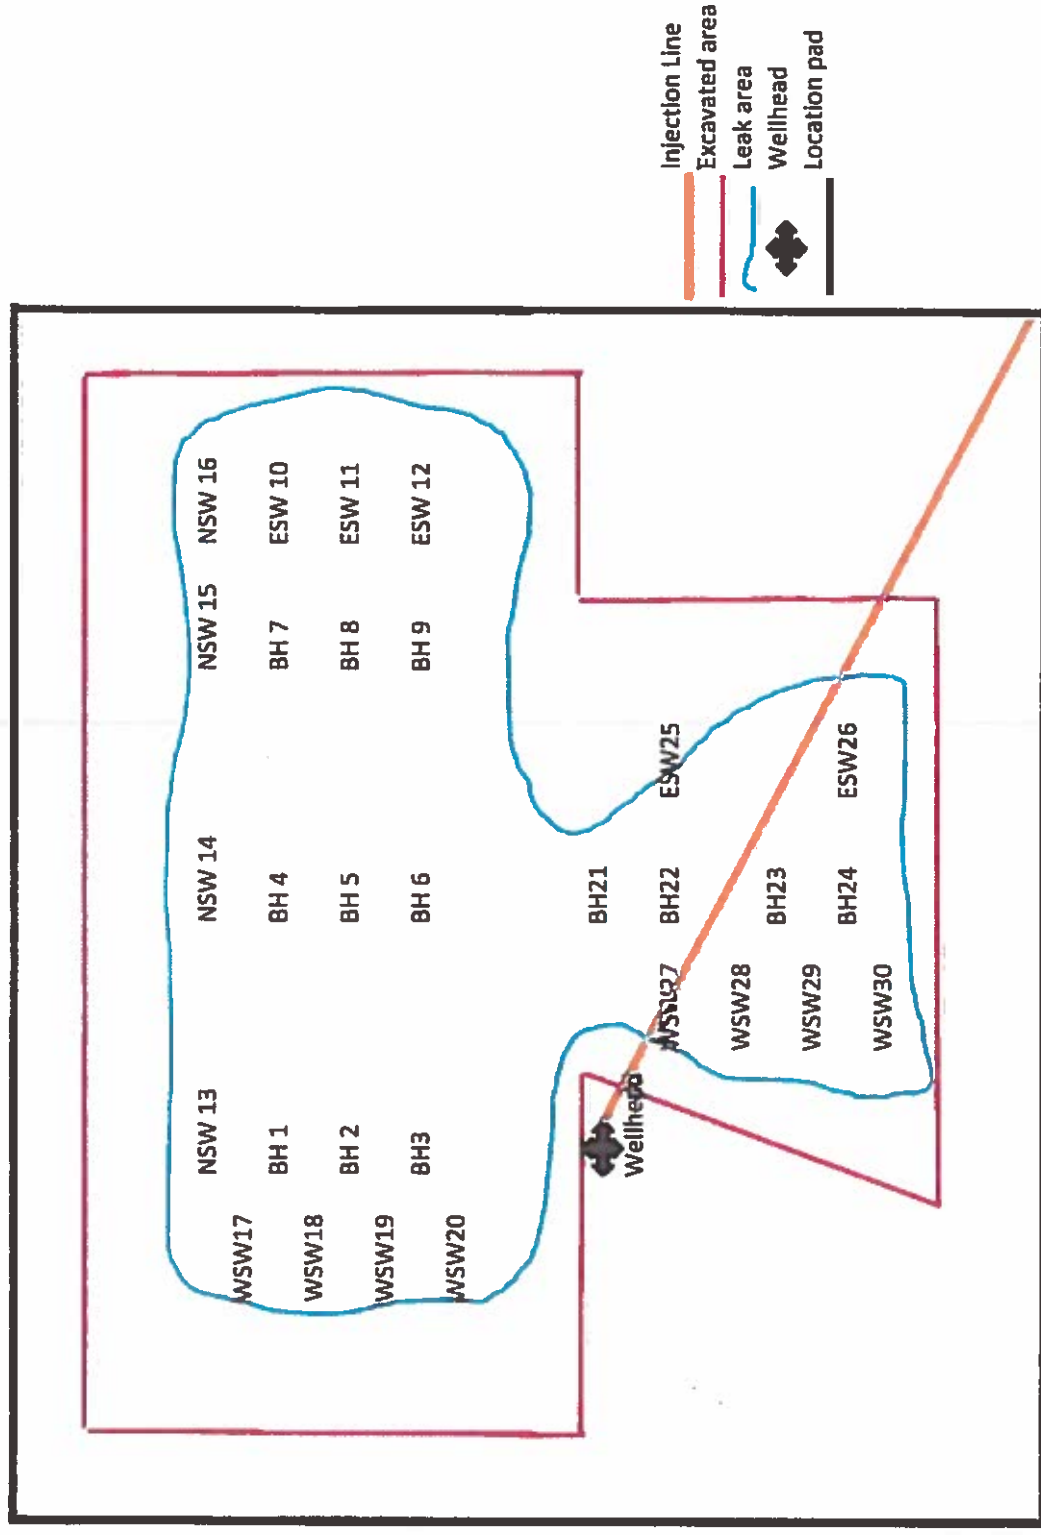 NSW 13 NSW 14 NSW 15 NSW 16
WSW17
BH 1 BH 4 BH 7 ESW 10
WSW18
BH 2 BH 5 BH 8 ESW 11
WSW19
BH3 BH 6 BH 9 ESW 12
WSW20
BH21
Wellhead
WSW27 BH22 ESW25
WSW28
BH23
WSW29
BH24 ESW26
WSW30
Injection Line
Excavated area
Leak area
Wellhead
Location pad